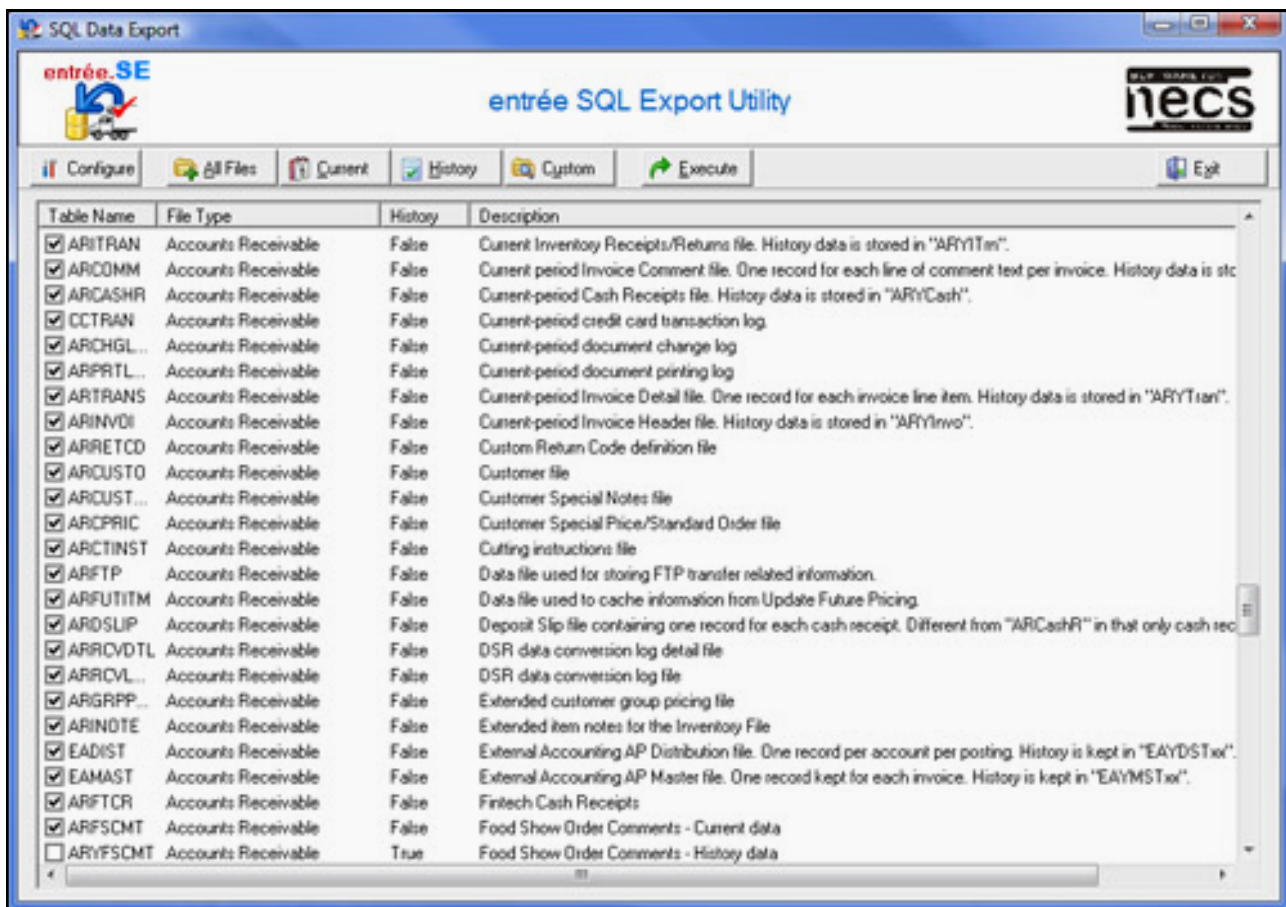 SQL Data Export
entrée.SE
entrée SQL Export Utility
necs
Configure All Files Current History Custom Execute Exit
Table Name File Type History Description
ARITRAN Accounts Receivable False Current Inventory Receipts/Returns file. History data is stored in "ARYITrn".
ARCOMM Accounts Receivable False Current period Invoice Comment file. One record for each line of comment text per invoice. History data is stc
ARCASHR Accounts Receivable False Current-period Cash Receipts file. History data is stored in "ARYCash".
CCTRAN Accounts Receivable False Current-period credit card transaction log.
ARCHGL... Accounts Receivable False Current-period document change log
ARPRTL... Accounts Receivable False Current-period document printing log
ARTRANS Accounts Receivable False Current-period Invoice Detail file. One record for each invoice line item. History data is stored in "ARYTran".
ARINVOI Accounts Receivable False Current-period Invoice Header file. History data is stored in "ARYInvo".
ARRETCD Accounts Receivable False Custom Return Code definition file
ARCUSTO Accounts Receivable False Customer file
ARCUST... Accounts Receivable False Customer Special Notes file
ARCPRIC Accounts Receivable False Customer Special Price/Standard Order file
ARCTINST Accounts Receivable False Cutting instructions file
ARFTP Accounts Receivable False Data file used for storing FTP transfer related information.
ARFUTITM Accounts Receivable False Data file used to cache information from Update Future Pricing.
ARDSLIP Accounts Receivable False Deposit Slip file containing one record for each cash receipt. Different from "ARCashR" in that only cash rec
ARRCVDTL Accounts Receivable False DSR data conversion log detail file
ARRCVL... Accounts Receivable False DSR data conversion log file
ARGRPP... Accounts Receivable False Extended customer group pricing file
ARINOTE Accounts Receivable False Extended item notes for the Inventory File
EADIST Accounts Receivable False External Accounting AP Distribution file. One record per account per posting. History is kept in "EAYDSTxx".
EAMAST Accounts Receivable False External Accounting AP Master file. One record kept for each invoice. History is kept in "EAYMSTxx".
ARFTCR Accounts Receivable False Fintech Cash Receipts
ARFSCMT Accounts Receivable False Food Show Order Comments - Current data
ARYFSCMT Accounts Receivable True Food Show Order Comments - History data